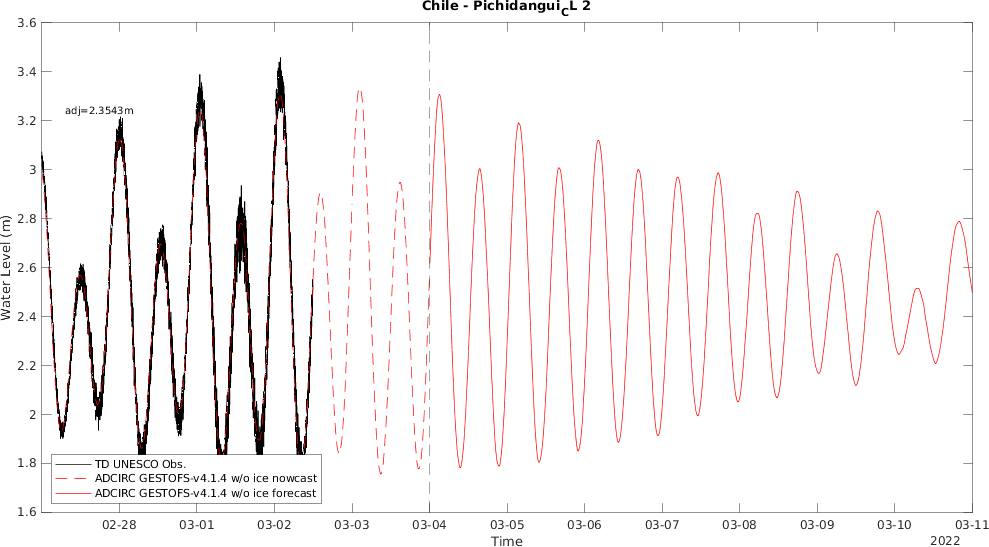 Chile - PichidanguiCL 2
3.6
3.4
3.2
3
2.8
2.6
2.4
2.2
2
1.8
1.6
Water Level (m)
adj=2.3543m
TD UNESCO Obs.
ADCIRC GESTOFS-v4.1.4 w/o ice nowcast
ADCIRC GESTOFS-v4.1.4 w/o ice forecast
02-28 03-01 03-02 03-03 03-04 03-05 03-06 03-07 03-08 03-09 03-10 03-11
Time
2022